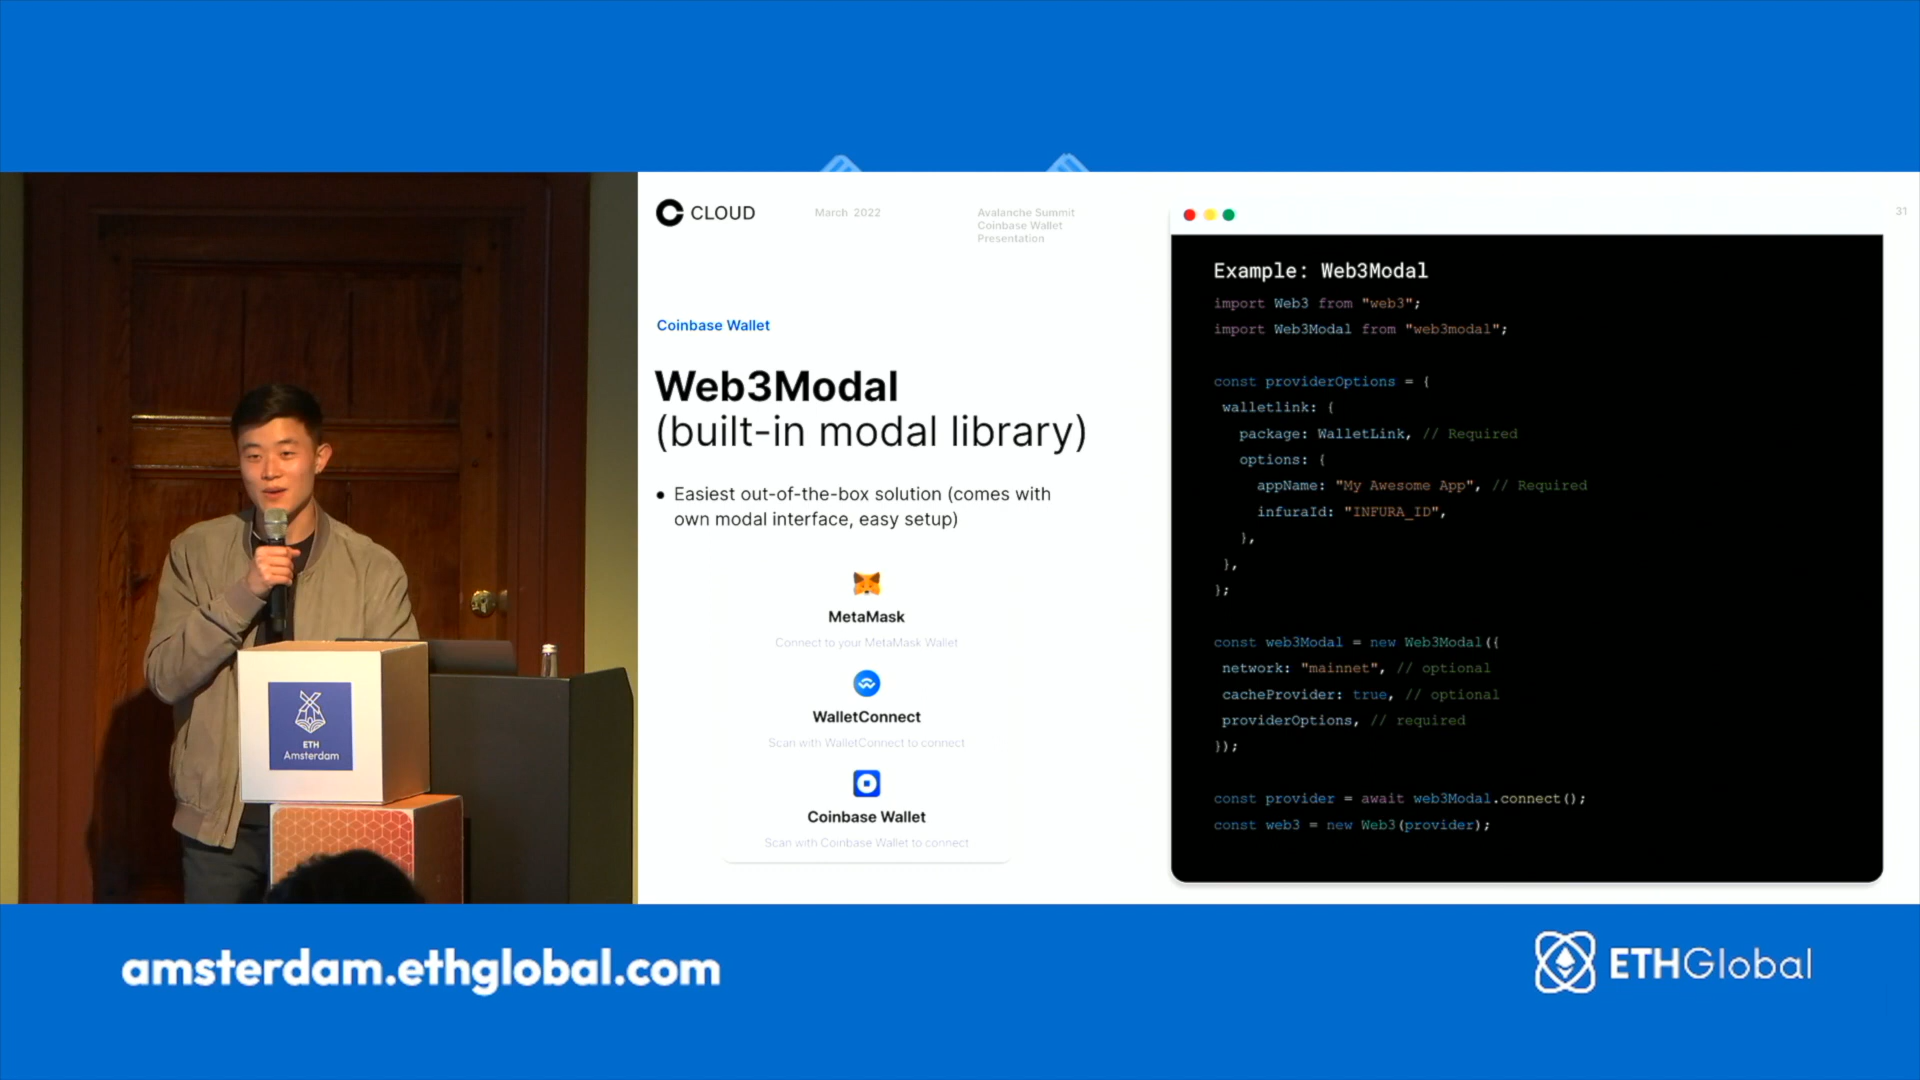 CLOUD
March 2022
Avalanche Summit
Coinbase Wallet
Presentation
31
Coinbase Wallet
Web3Modal
(built-in modal library)
• Easiest out-of-the-box solution (comes with
own modal interface, easy setup)
MetaMask
Connect to your MetaMask Wallet
WalletConnect
Scan with WalletConnect to connect
Coinbase Wallet
Scan with Coinbase Wallet to connect
Example: Web3Modal
import Web3 from "web3";
import Web3Modal from "web3modal";
const providerOptions = {
walletlink: {
package: WalletLink, // Required
options: {
appName: "My Awesome App", // Required
infuraId: "INFURA_ID",
},
},
};
const web3Modal = new Web3Modal({
network: "mainnet", // optional
cacheProvider: true, // optional
providerOptions, // required
});
const provider = await web3Modal.connect();
const web3 = new Web3(provider);
ETH
Amsterdam
amsterdam.ethglobal.com
ETHGlobal